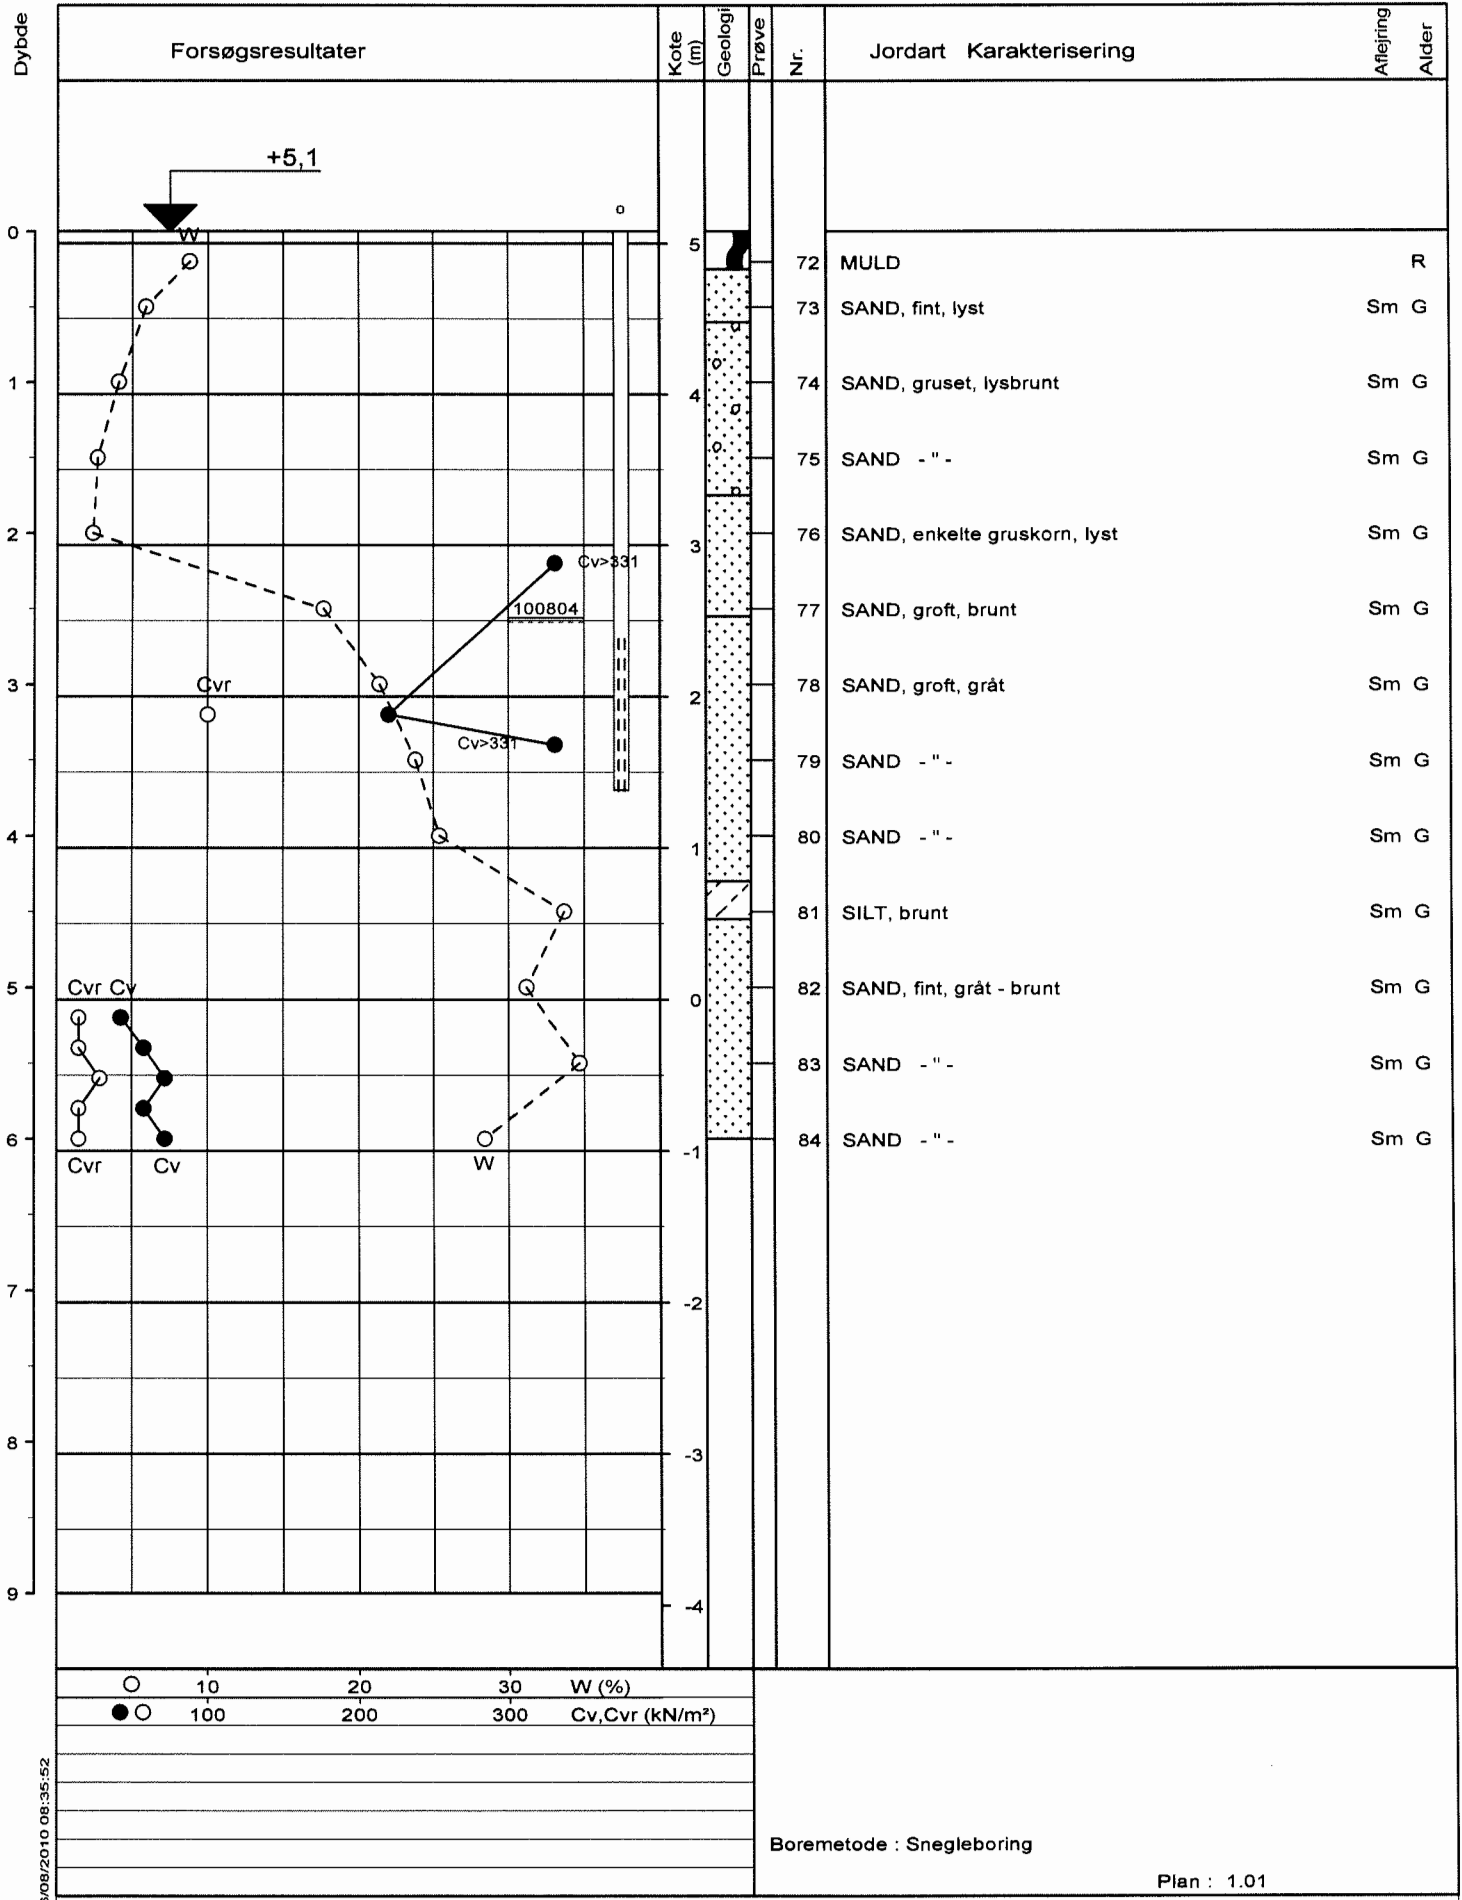 Dybde
Forsøgsresultater
Kote (m)
Geologi
Prøve
Nr.
Jordart Karakterisering
Aflejring
Alder
+5,1
0
W
5
72 MULD R
73 SAND, fint, lyst Sm G
1
4
74 SAND, gruset, lysbrunt Sm G
75 SAND - " - Sm G
2
3
76 SAND, enkelte gruskorn, lyst Sm G
Cv>331
100804
77 SAND, groft, brunt Sm G
3
Cvr
2
78 SAND, groft, gråt Sm G
Cv>331
79 SAND - " - Sm G
4
1
80 SAND - " - Sm G
81 SILT, brunt Sm G
5
Cvr Cv
0
82 SAND, fint, gråt - brunt Sm G
83 SAND - " - Sm G
6
-1
84 SAND - " - Sm G
Cvr Cv W
7
-2
8
-3
9
-4
10 20 30 W (%)
100 200 300 Cv,Cvr (kN/m²)
/08/2010 08:35:52
Boremetode : Snegleboring
Plan : 1.01